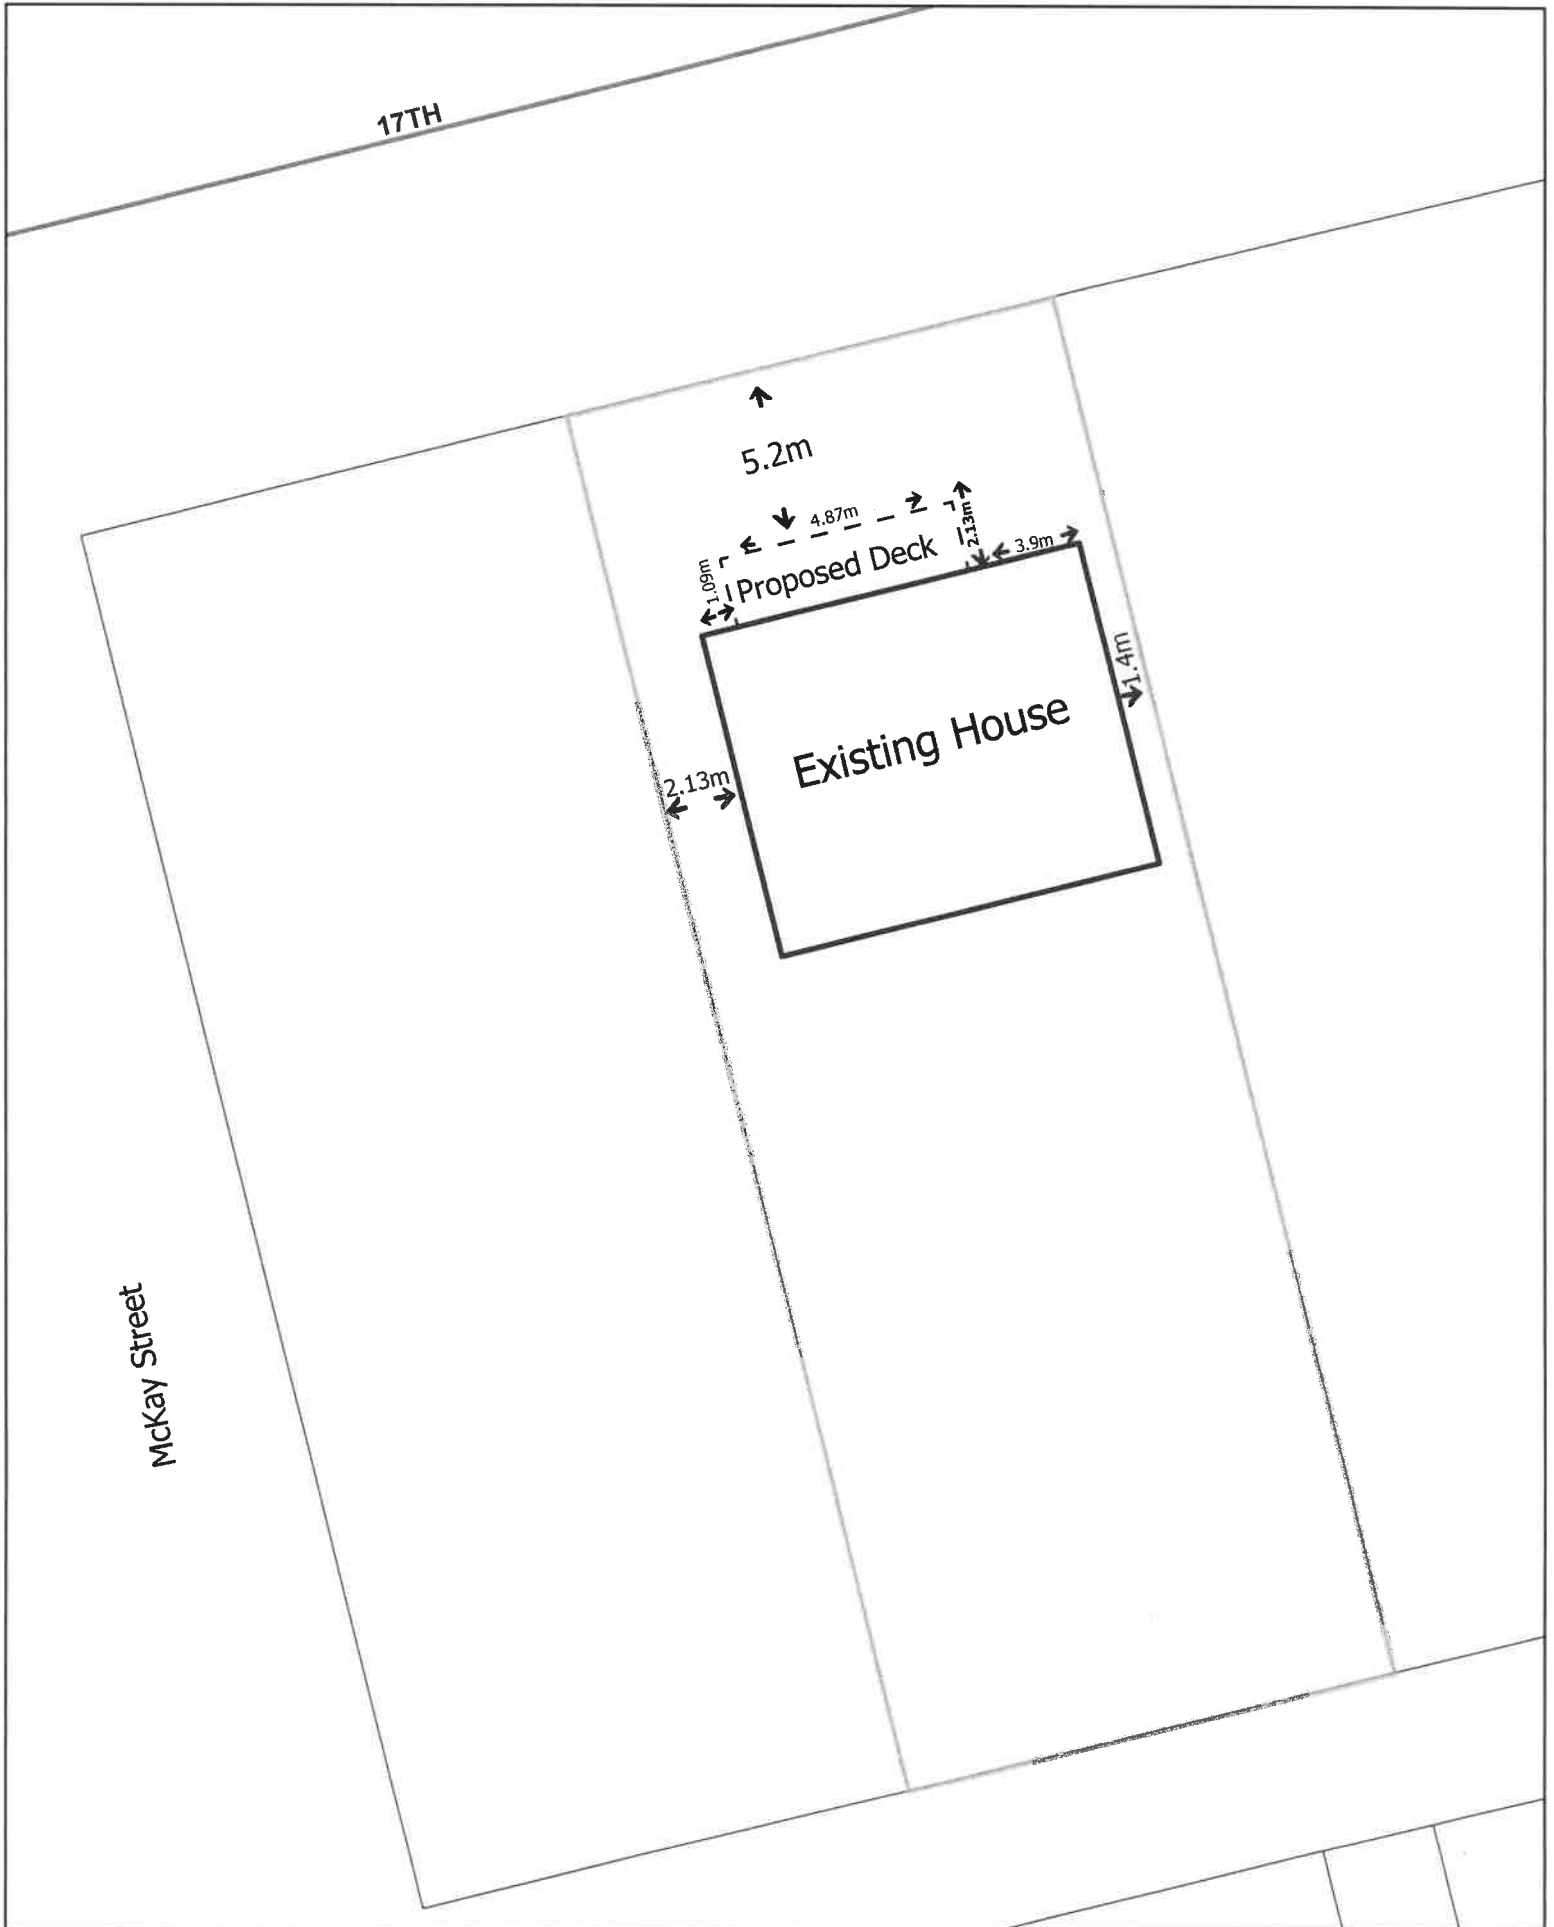 17TH
5.2m
4.87m
2.13m
3.9m
1.09m
Proposed Deck
1.4m
Existing House
2.13m
McKay Street